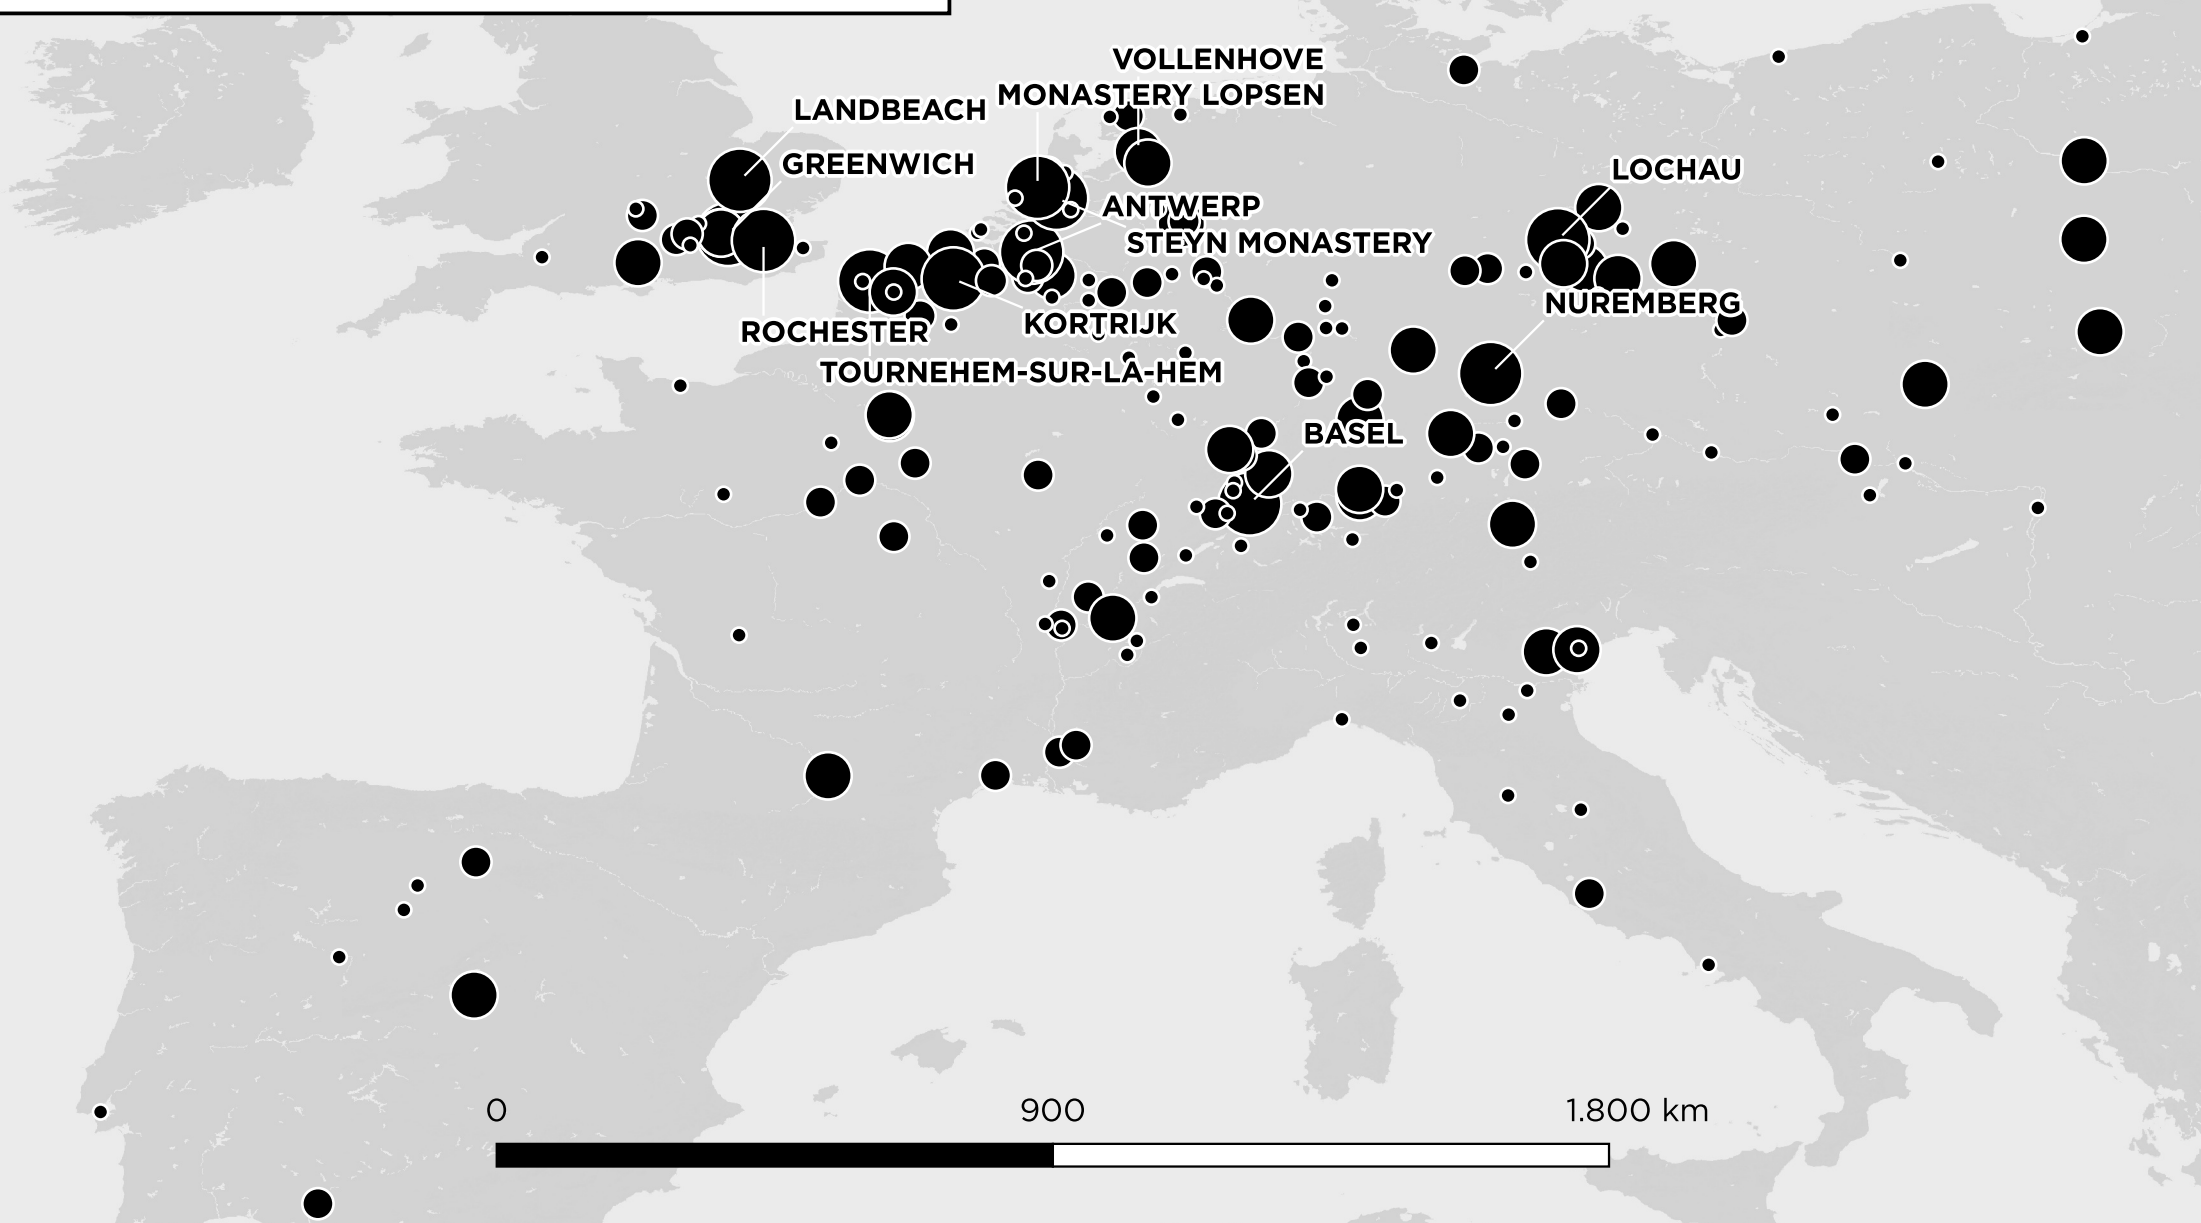 VOLLENHOVE
MONASTERY LOPSEN
LANDBEACH
GREENWICH
LOCHAU
ANTWERP
STEYN MONASTERY
NUREMBERG
ROCHESTER
KORTRIJK
TOURNEHEM-SUR-LA-HEM
BASEL
0 900 1.800 km